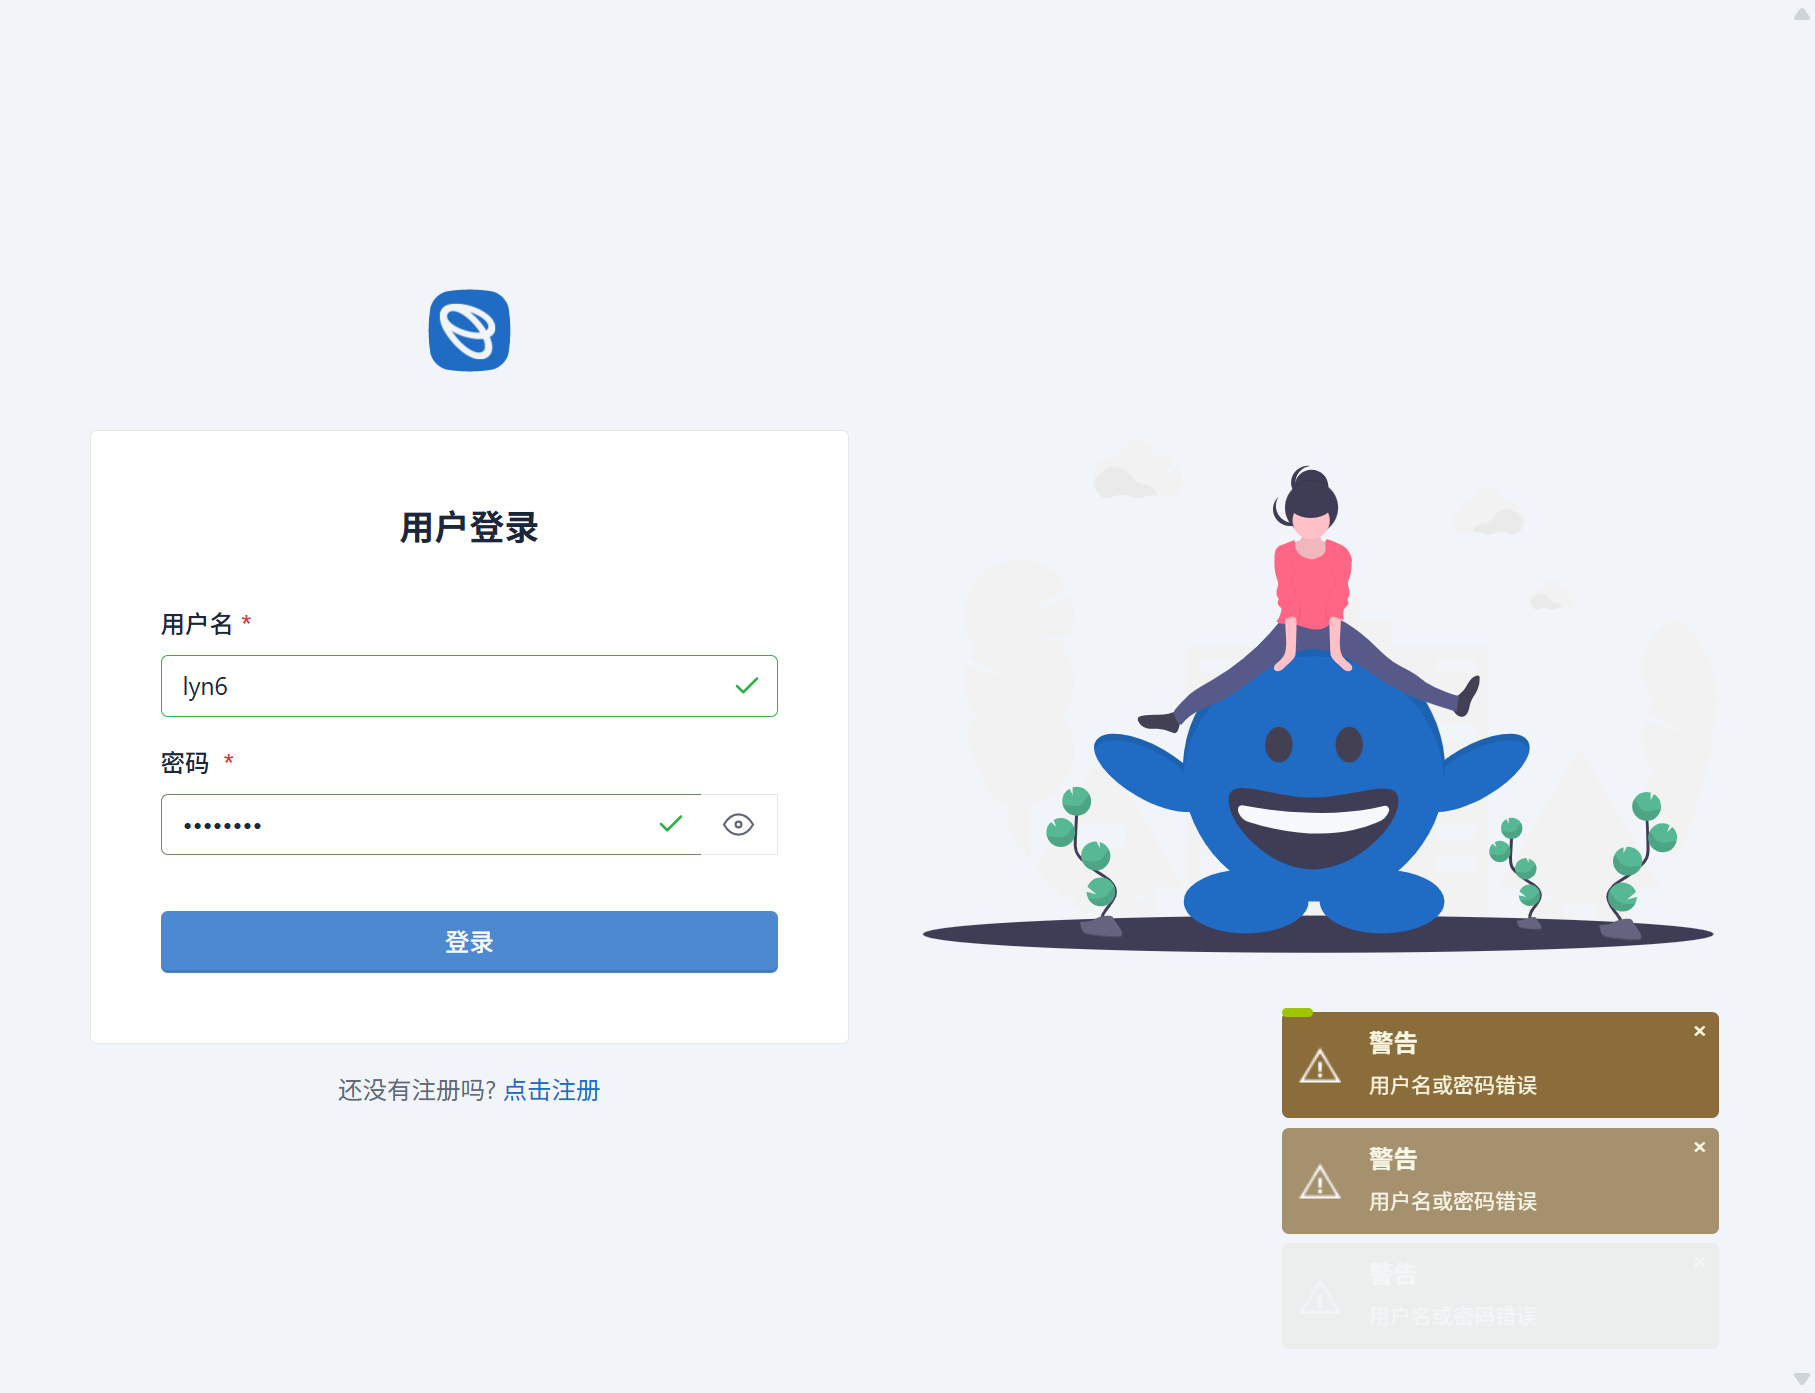 用户登录
用户名 *
lyn6
密码 *
••••••••
登录
还没有注册吗? 点击注册
警告
用户名或密码错误
警告
用户名或密码错误
警告
用户名或密码错误